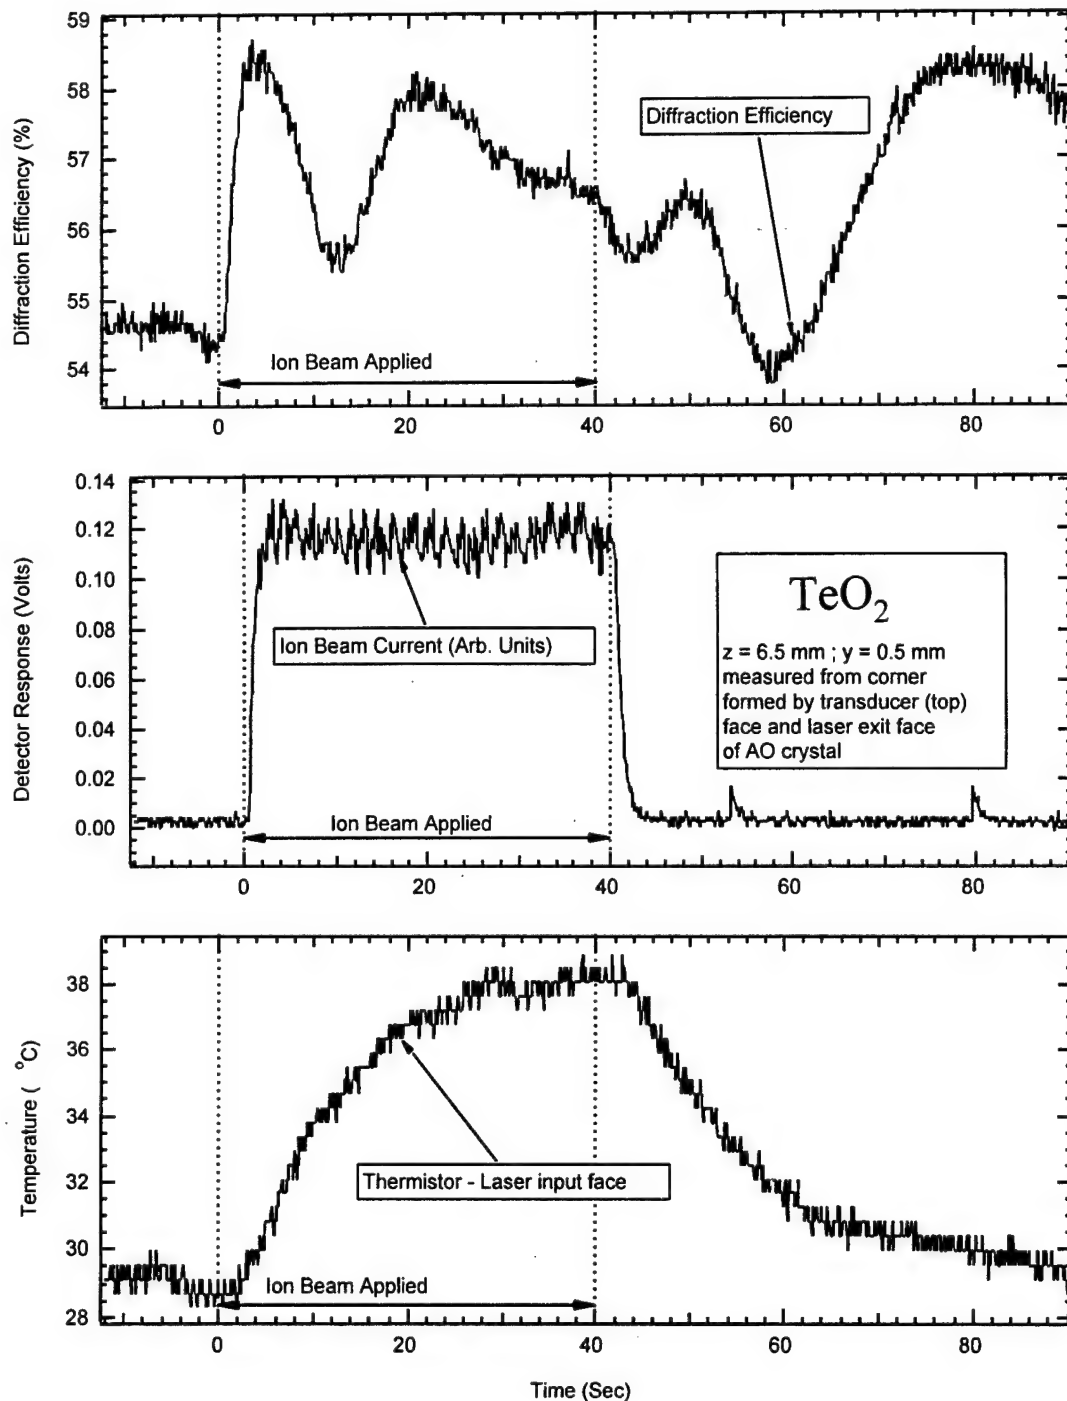 59
58
57
56
55
54
Diffraction Efficiency (%)
Diffraction Efficiency
Ion Beam Applied
0
20
40
60
80
0.14
0.12
0.10
0.08
0.06
0.04
0.02
0.00
Detector Response (Volts)
Ion Beam Current (Arb. Units)
TeO₂
z = 6.5 mm ; y = 0.5 mm
measured from corner
formed by transducer (top)
face and laser exit face
of AO crystal
Ion Beam Applied
0
20
40
60
80
38
36
34
32
30
28
Temperature ( °C)
Thermistor - Laser input face
Ion Beam Applied
0
20
40
60
80
Time (Sec)